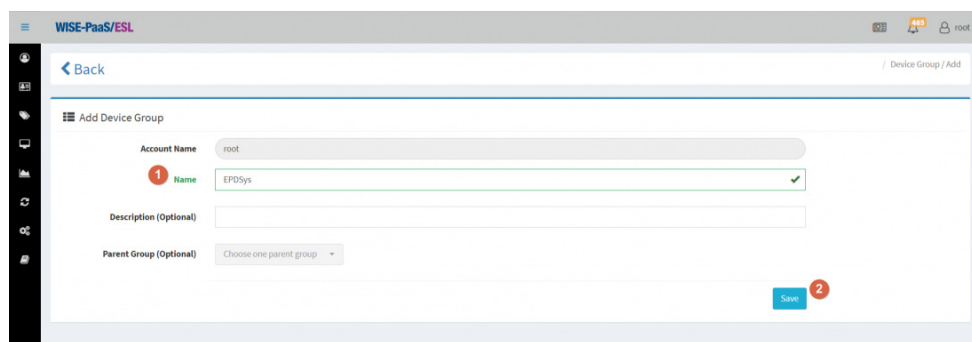 WISE-PaaS/ESL
465
root
Back
/ Device Group / Add
Add Device Group
Account Name
root
1
Name
EPDSys
Description (Optional)
Parent Group (Optional)
Choose one parent group
Save
2